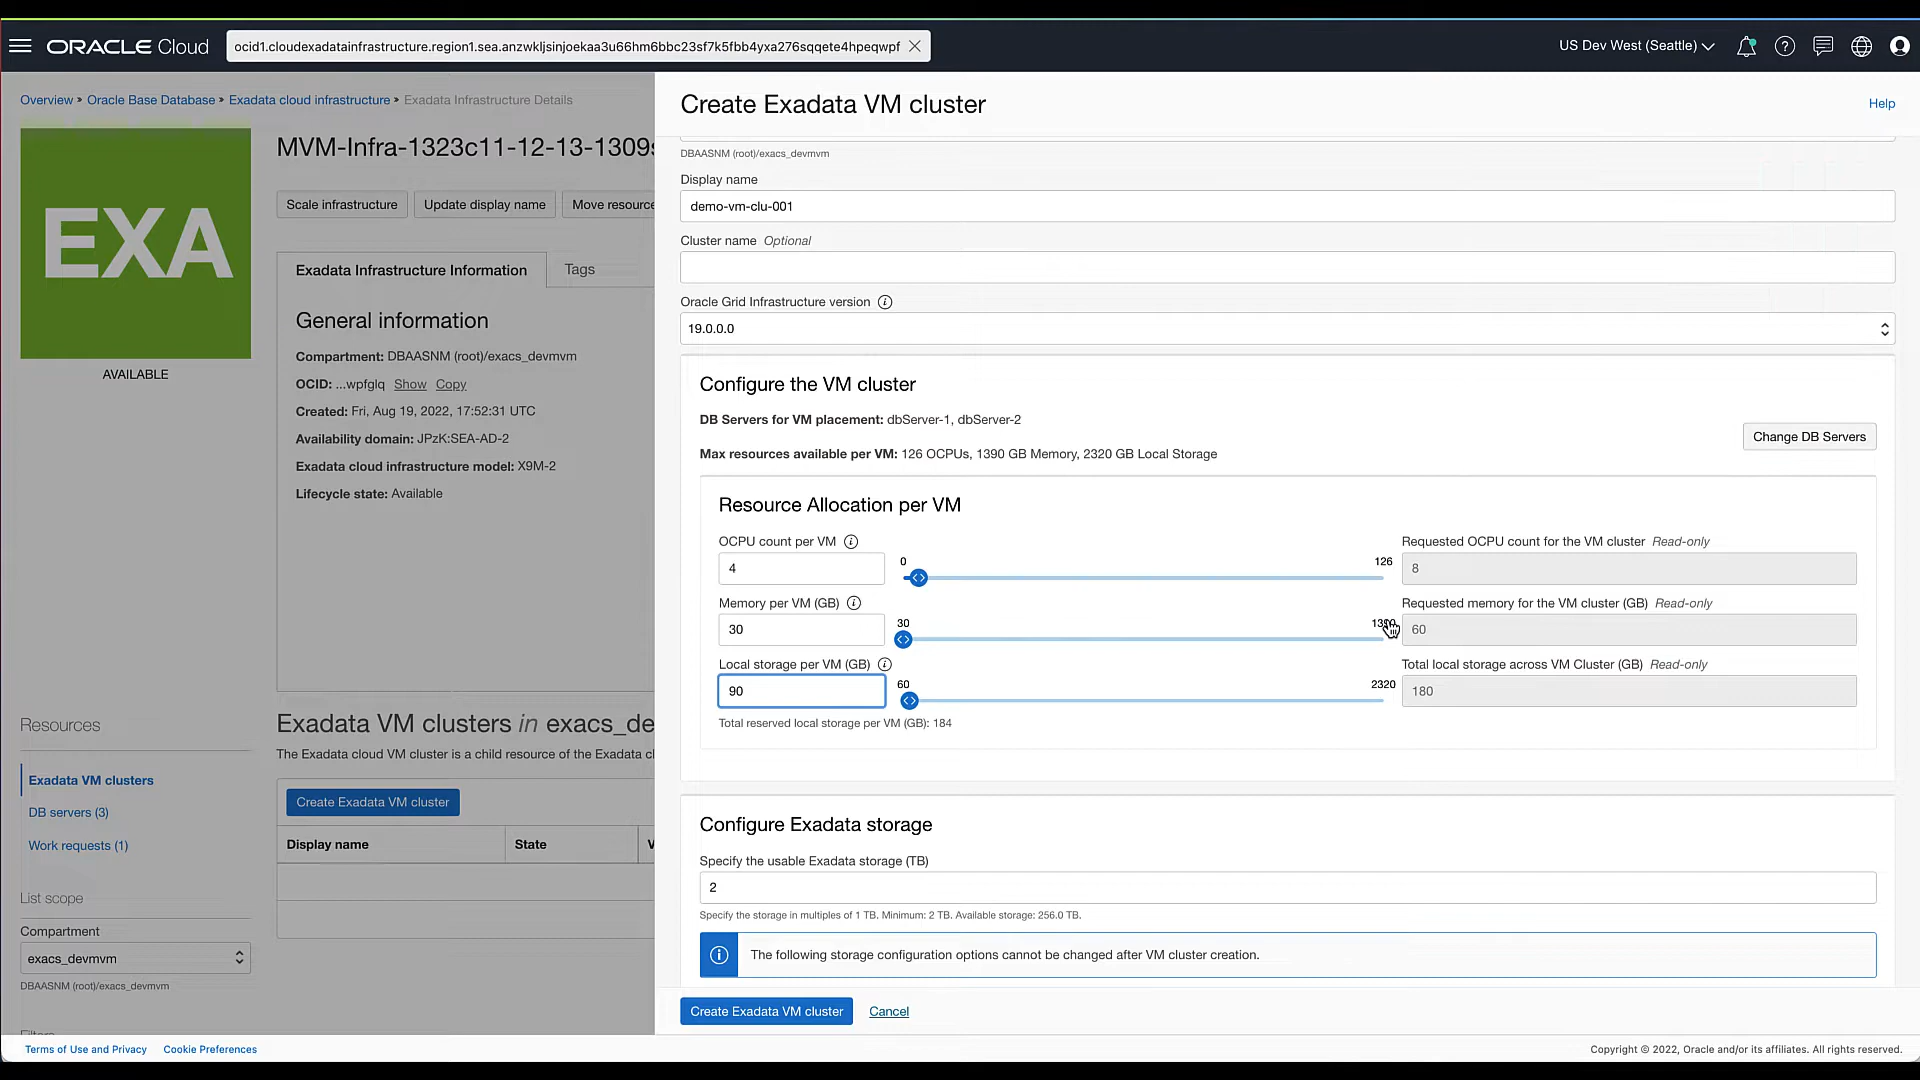 ORACLE Cloud
ocid1.cloudexadatainfrastructure.region1.sea.anzwkljsinjoekaa3u66hm6bbc23sf7k5fbb4yxa276sqqete4hpeqwpf
US Dev West (Seattle)
Overview » Oracle Base Database » Exadata cloud infrastructure » Exadata Infrastructure Details
EXA
AVAILABLE
MVM-Infra-1323c11-12-13-1309
Scale infrastructure
Update display name
Move resource
Exadata Infrastructure Information
Tags
General information
Compartment: DBAASNM (root)/exacs_devmvm
OCID: ...wpfglq Show Copy
Created: Fri, Aug 19, 2022, 17:52:31 UTC
Availability domain: JPzK:SEA-AD-2
Exadata cloud infrastructure model: X9M-2
Lifecycle state: Available
Resources
Exadata VM clusters
DB servers (3)
Work requests (1)
List scope
Compartment
exacs_devmvm
DBAASNM (root)/exacs_devmvm
Filters
Exadata VM clusters in exacs_de
The Exadata cloud VM cluster is a child resource of the Exadata cl
Create Exadata VM cluster
Display name
State
V
Create Exadata VM cluster
Help
DBAASNM (root)/exacs_devmvm
Display name
demo-vm-clu-001
Cluster name Optional
Oracle Grid Infrastructure version
19.0.0.0
Configure the VM cluster
DB Servers for VM placement: dbServer-1, dbServer-2
Change DB Servers
Max resources available per VM: 126 OCPUs, 1390 GB Memory, 2320 GB Local Storage
Resource Allocation per VM
OCPU count per VM
4
0
126
Requested OCPU count for the VM cluster Read-only
8
Memory per VM (GB)
30
30
1390
Requested memory for the VM cluster (GB) Read-only
60
Local storage per VM (GB)
90
60
2320
Total local storage across VM Cluster (GB) Read-only
180
Total reserved local storage per VM (GB): 184
Configure Exadata storage
Specify the usable Exadata storage (TB)
2
Specify the storage in multiples of 1 TB. Minimum: 2 TB. Available storage: 256.0 TB.
The following storage configuration options cannot be changed after VM cluster creation.
Create Exadata VM cluster
Cancel
Terms of Use and Privacy
Cookie Preferences
Copyright © 2022, Oracle and/or its affiliates. All rights reserved.